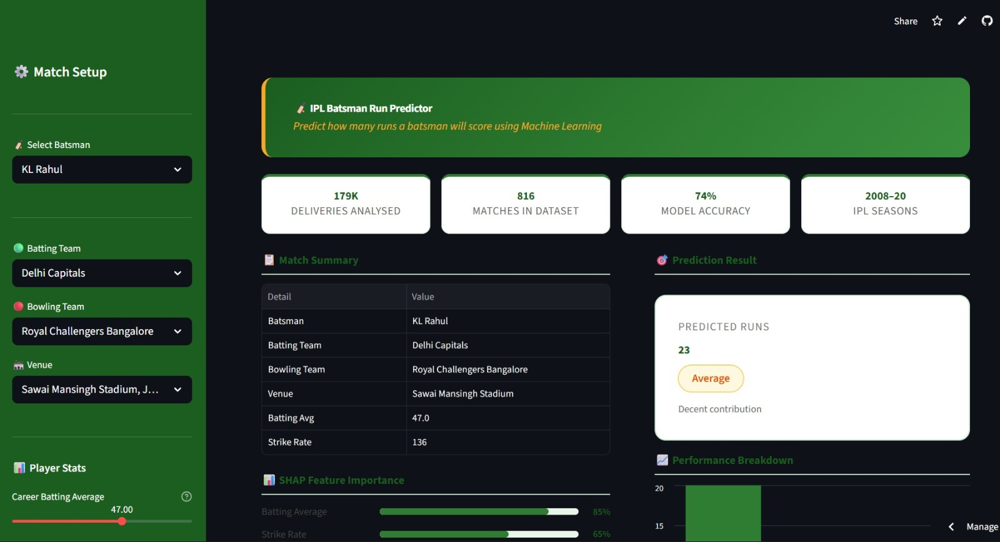 Share
Match Setup
Select Batsman
KL Rahul
Batting Team
Delhi Capitals
Bowling Team
Royal Challengers Bangalore
Venue
Sawai Mansingh Stadium, J...
Player Stats
Career Batting Average
47.00
IPL Batsman Run Predictor
Predict how many runs a batsman will score using Machine Learning
179K
DELIVERIES ANALYSED
816
MATCHES IN DATASET
74%
MODEL ACCURACY
2008–20
IPL SEASONS
Match Summary
Detail Value
Batsman KL Rahul
Batting Team Delhi Capitals
Bowling Team Royal Challengers Bangalore
Venue Sawai Mansingh Stadium
Batting Avg 47.0
Strike Rate 136
SHAP Feature Importance
Batting Average 85%
Strike Rate 65%
Prediction Result
PREDICTED RUNS
23
Average
Decent contribution
Performance Breakdown
20
15
Manage